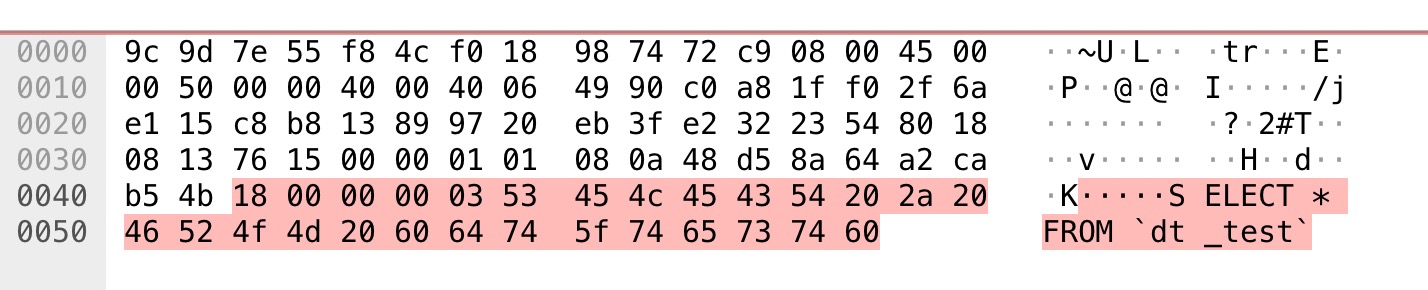 0000 9c 9d 7e 55 f8 4c f0 18 98 74 72 c9 08 00 45 00 ··~U·L·· ·tr···E·
0010 00 50 00 00 40 00 40 06 49 90 c0 a8 1f f0 2f 6a ·P··@·@· I·····/j
0020 e1 15 c8 b8 13 89 97 20 eb 3f e2 32 23 54 80 18 ·······  ·?·2#T··
0030 08 13 76 15 00 00 01 01 08 0a 48 d5 8a 64 a2 ca ··v····· ··H··d··
0040 b5 4b 18 00 00 00 03 53 45 4c 45 43 54 20 2a 20 ·K·····S ELECT *
0050 46 52 4f 4d 20 60 64 74 5f 74 65 73 74 60 FROM `dt _test`